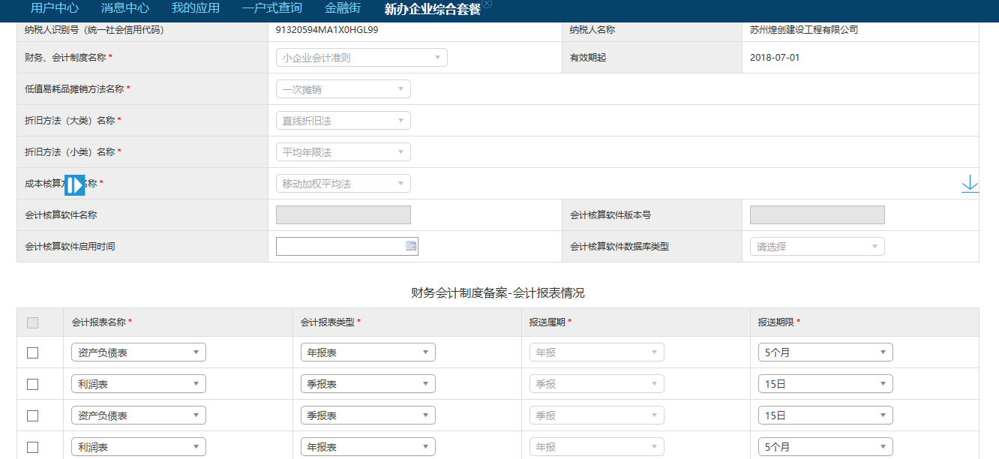 用户中心 消息中心 我的应用 一户式查询 金融街 新办企业综合套餐
纳税人识别号（统一社会信用代码） 91320594MA1X0HGL99 纳税人名称 苏州煌创建设工程有限公司
财务、会计制度名称 * 小企业会计准则 有效期起 2018-07-01
低值易耗品摊销方法名称 * 一次摊销
折旧方法（大类）名称 * 直线折旧法
折旧方法（小类）名称 * 平均年限法
成本核算 名称 * 移动加权平均法
会计核算软件名称 会计核算软件版本号
会计核算软件启用时间 会计核算软件数据库类型 请选择
财务会计制度备案-会计报表情况
会计报表名称 * 会计报表类型 * 报送属期 * 报送期限 *
资产负债表 年报表 年报 5个月
利润表 季报表 季报 15日
资产负债表 季报表 季报 15日
利润表 年报表 年报 5个月